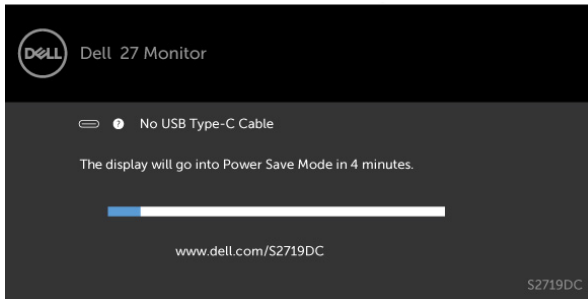 DELL
Dell 27 Monitor
? No USB Type-C Cable
The display will go into Power Save Mode in 4 minutes.
www.dell.com/S2719DC
S2719DC